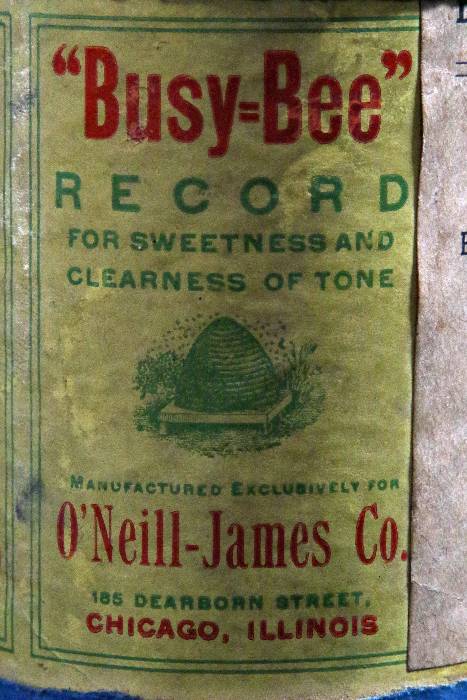 “Busy=Bee”
RECORD
FOR SWEETNESS AND
CLEARNESS OF TONE
MANUFACTURED EXCLUSIVELY FOR
O'Neill-James Co.
185 DEARBORN STREET,
CHICAGO, ILLINOIS